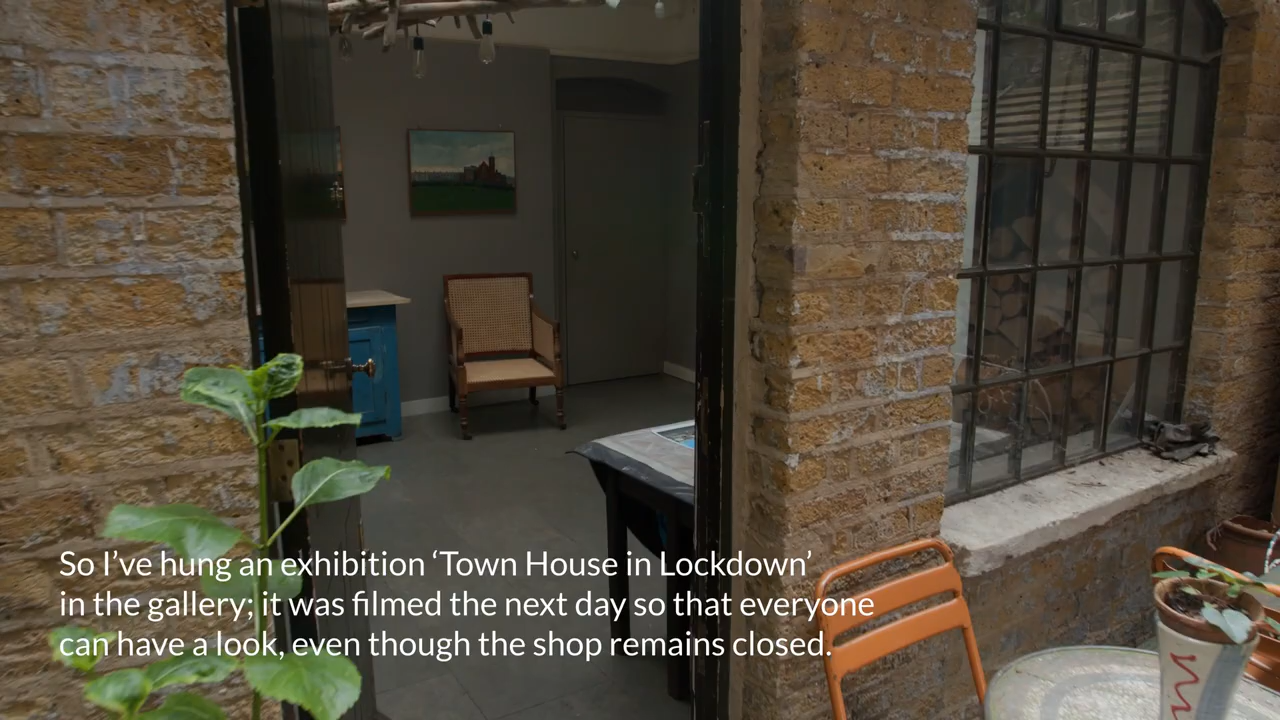 So I’ve hung an exhibition ‘Town House in Lockdown’
in the gallery; it was filmed the next day so that everyone
can have a look, even though the shop remains closed.